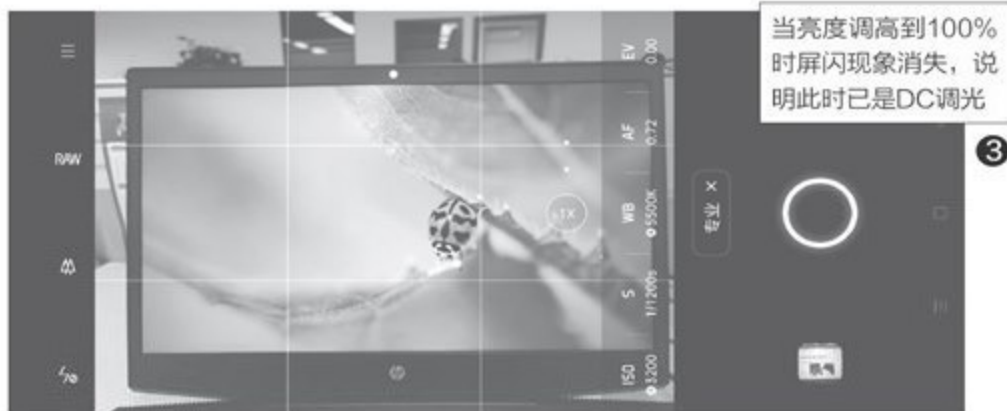 当亮度调高到100%
时屏闪现象消失，说
明此时已是DC调光
❸
RAW
EV
0.00
AF
0.72
WB
5500K
S
1/1200s
ISO
3200
1X
专业 ×
hp